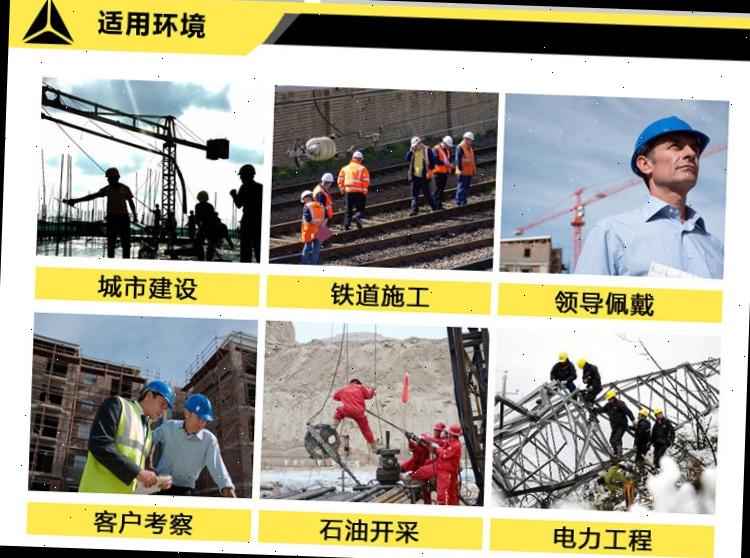 适用环境
城市建设
铁道施工
领导佩戴
客户考察
石油开采
电力工程